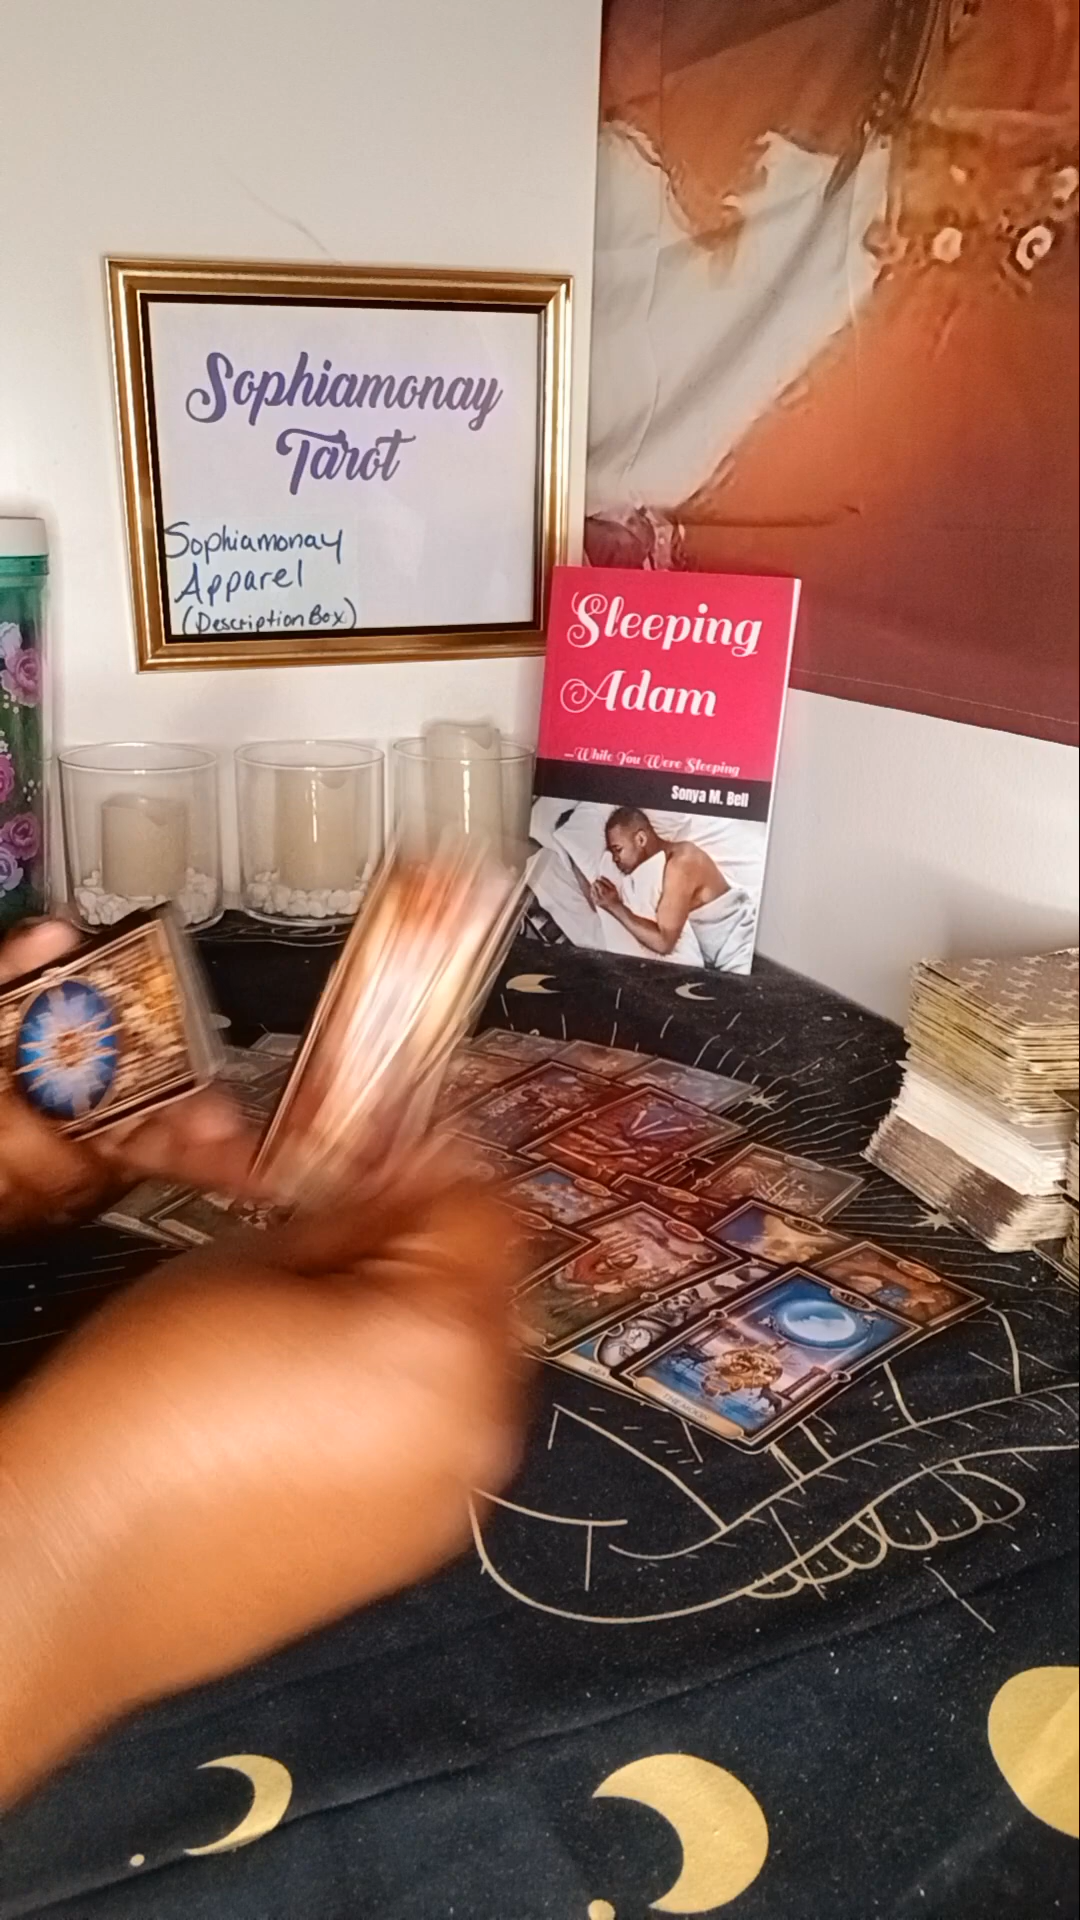 Sophiamonay
Tarot
Sophiamonay
Apparel
(Description Box)
Sleeping
Adam
...While You Were Sleeping
Sonya M. Bell
THE MOON